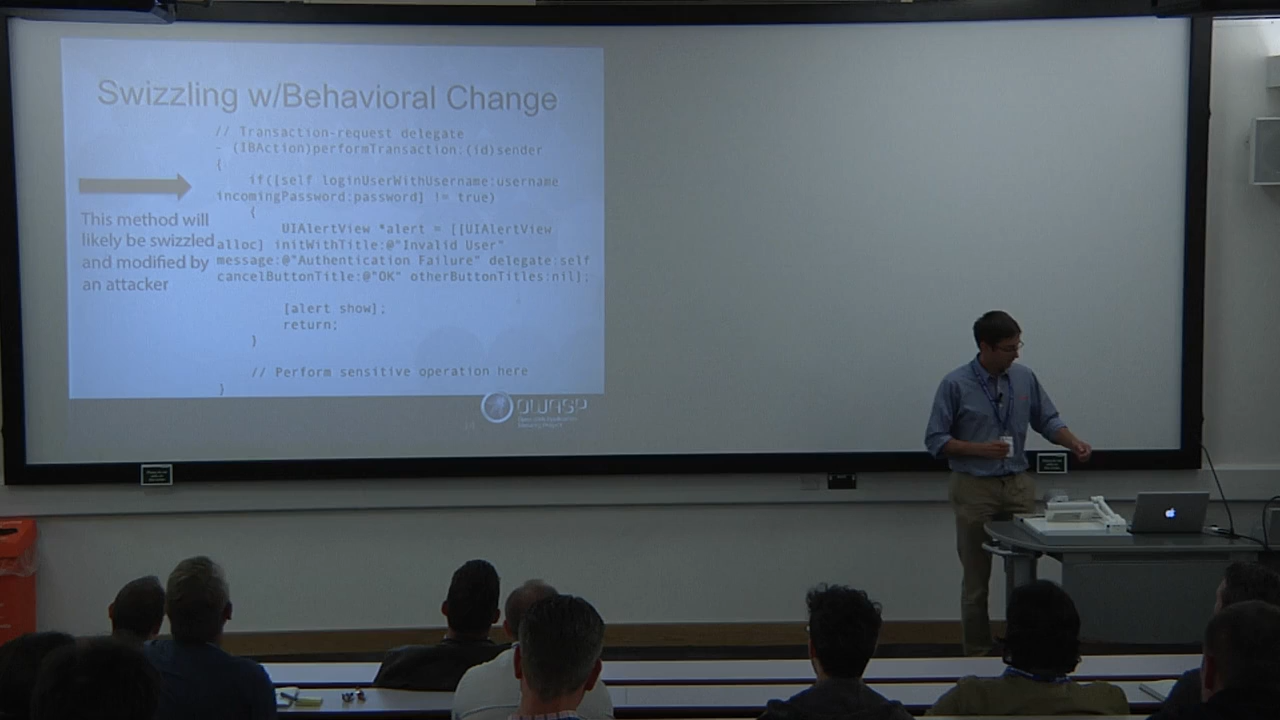 Swizzling w/Behavioral Change
// Transaction-request delegate
- (IBAction)performTransaction:(id)sender
{
if([self loginUserWithUsername:username
incomingPassword:password] != true)
{
UIAlertView *alert = [[UIAlertView
alloc] initWithTitle:@"Invalid User"
message:@"Authentication Failure" delegate:self
cancelButtonTitle:@"OK" otherButtonTitles:nil];
[alert show];
return;
}
// Perform sensitive operation here
}
This method will
likely be swizzled
and modified by
an attacker
OWASP